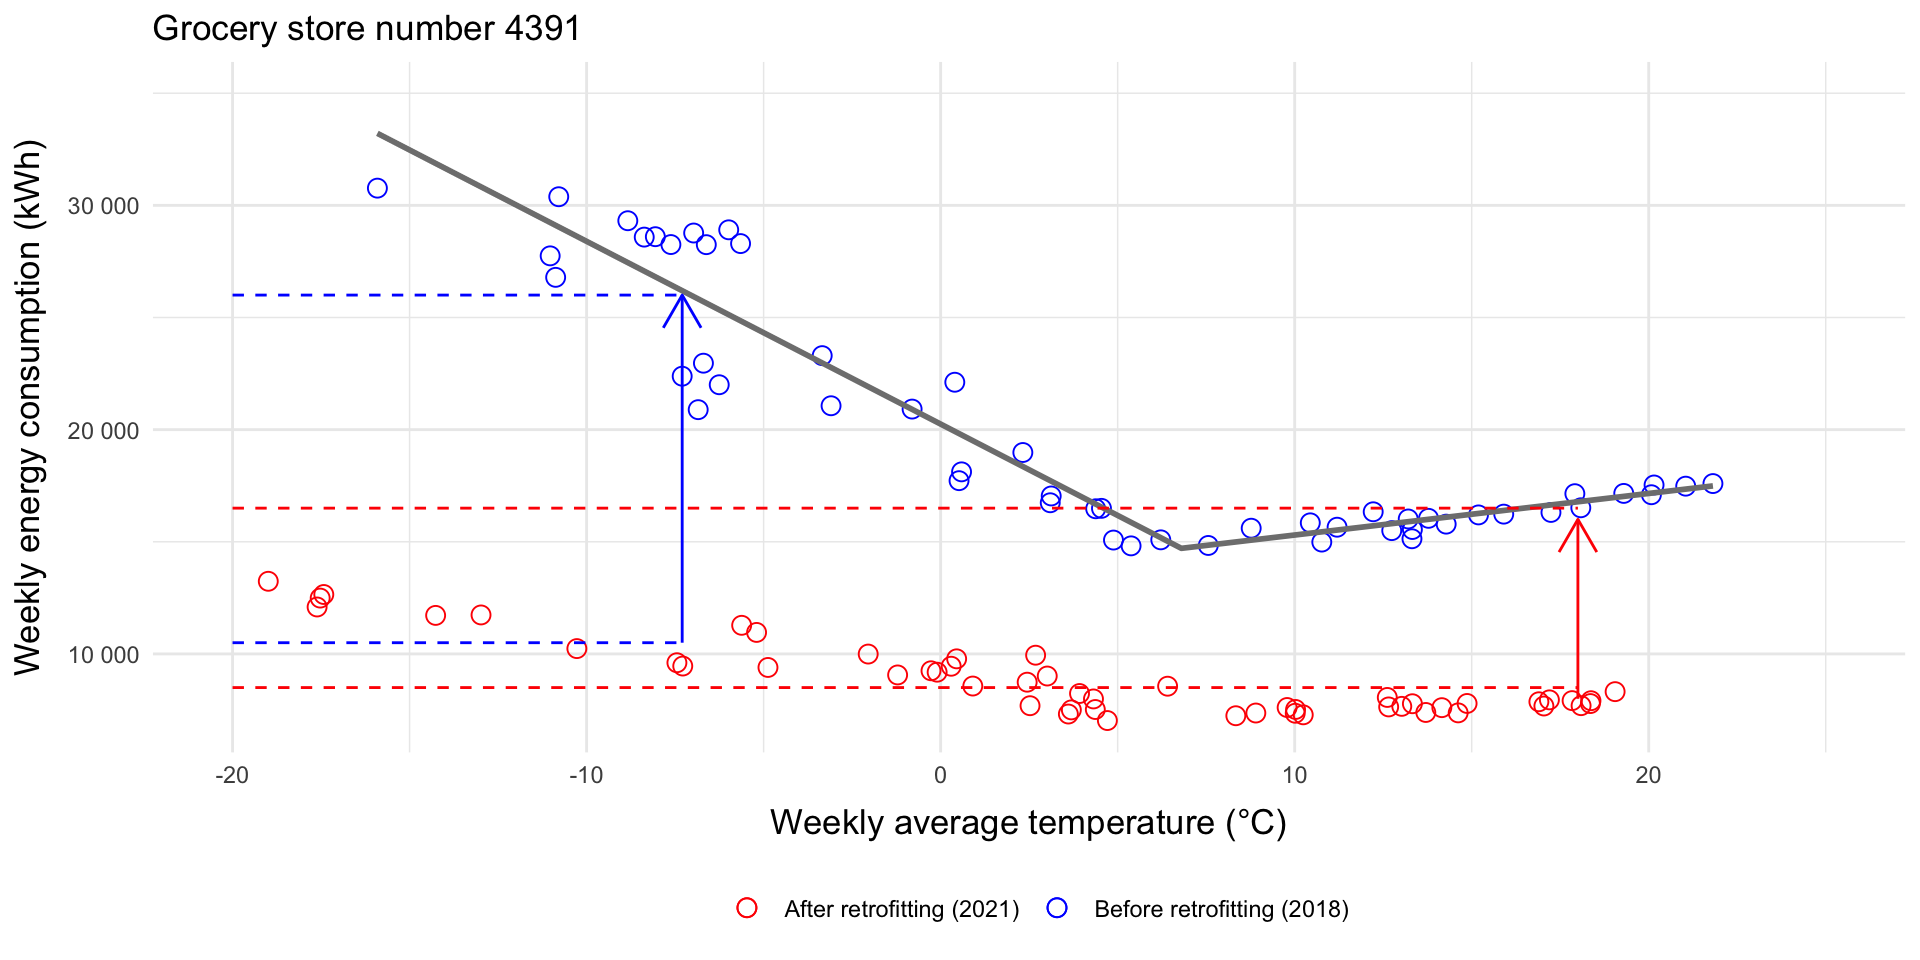 Grocery store number 4391
Weekly energy consumption (kWh)
30 000
20 000
10 000
-20 -10 0 10 20
Weekly average temperature (°C)
After retrofitting (2021) Before retrofitting (2018)